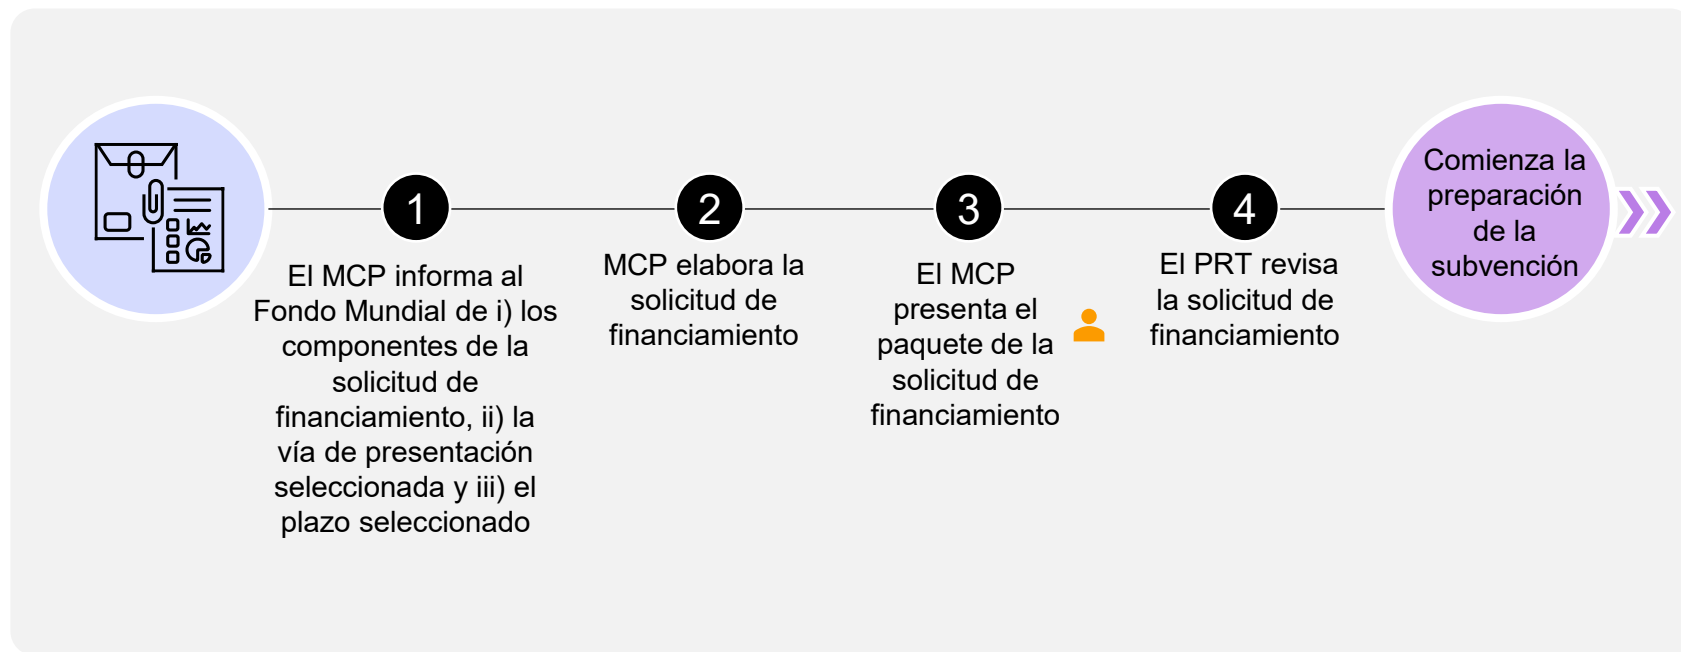 1
El MCP informa al
Fondo Mundial de i) los
componentes de la
solicitud de
financiamiento, ii) la
vía de presentación
seleccionada y iii) el
plazo seleccionado
2
MCP elabora la
solicitud de
financiamiento
3
El MCP
presenta el
paquete de la
solicitud de
financiamiento
4
El PRT revisa
la solicitud de
financiamiento
Comienza la
preparación
de la
subvención